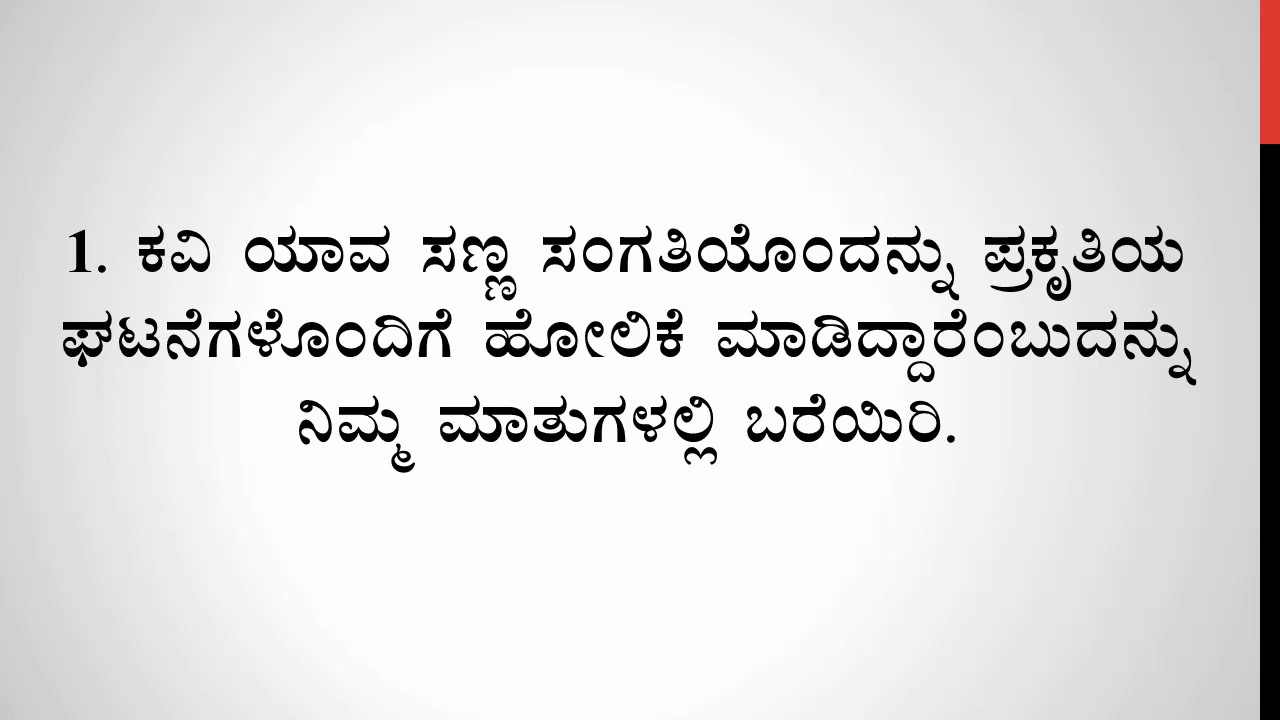 1. ಕವಿ ಯಾವ ಸಣ್ಣ ಸಂಗತಿಯೊಂದನ್ನು ಪ್ರಕೃತಿಯ
ಘಟನೆಗಳೊಂದಿಗೆ ಹೋಲಿಕೆ ಮಾಡಿದ್ದಾರೆಂಬುದನ್ನು
ನಿಮ್ಮ ಮಾತುಗಳಲ್ಲಿ ಬರೆಯಿರಿ.